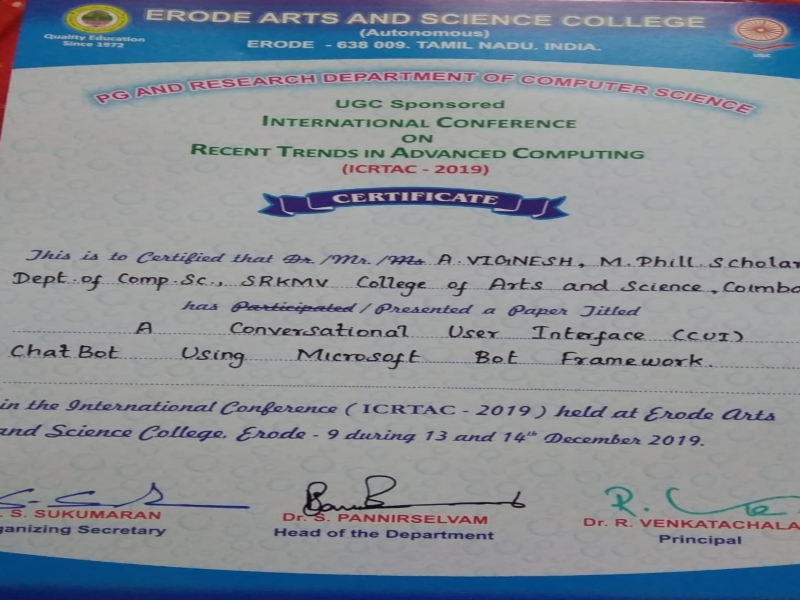 ERODE ARTS AND SCIENCE COLLEGE
(Autonomous)
ERODE - 638 009. TAMIL NADU. INDIA.
Quality Education
Since 1972
UGC
PG AND RESEARCH DEPARTMENT OF COMPUTER SCIENCE
UGC Sponsored
INTERNATIONAL CONFERENCE
ON
RECENT TRENDS IN ADVANCED COMPUTING
(ICRTAC - 2019)
CERTIFICATE
This is to Certified that Dr. /Mr. /Ms A. VIGNESH, M. Phill Scholar
Dept. of Comp. Sc., SRKMV College of Arts and Science, Coimba
has Participated / Presented a Paper Titled
A Conversational User Interface (CUI)
ChatBot Using Microsoft Bot Framework.
in the International Conference (ICRTAC - 2019) held at Erode Arts
and Science College, Erode - 9 during 13 and 14th December 2019.
. S. SUKUMARAN
ganizing Secretary
Dr. S. PANNIRSELVAM
Head of the Department
Dr. R. VENKATACHALA
Principal